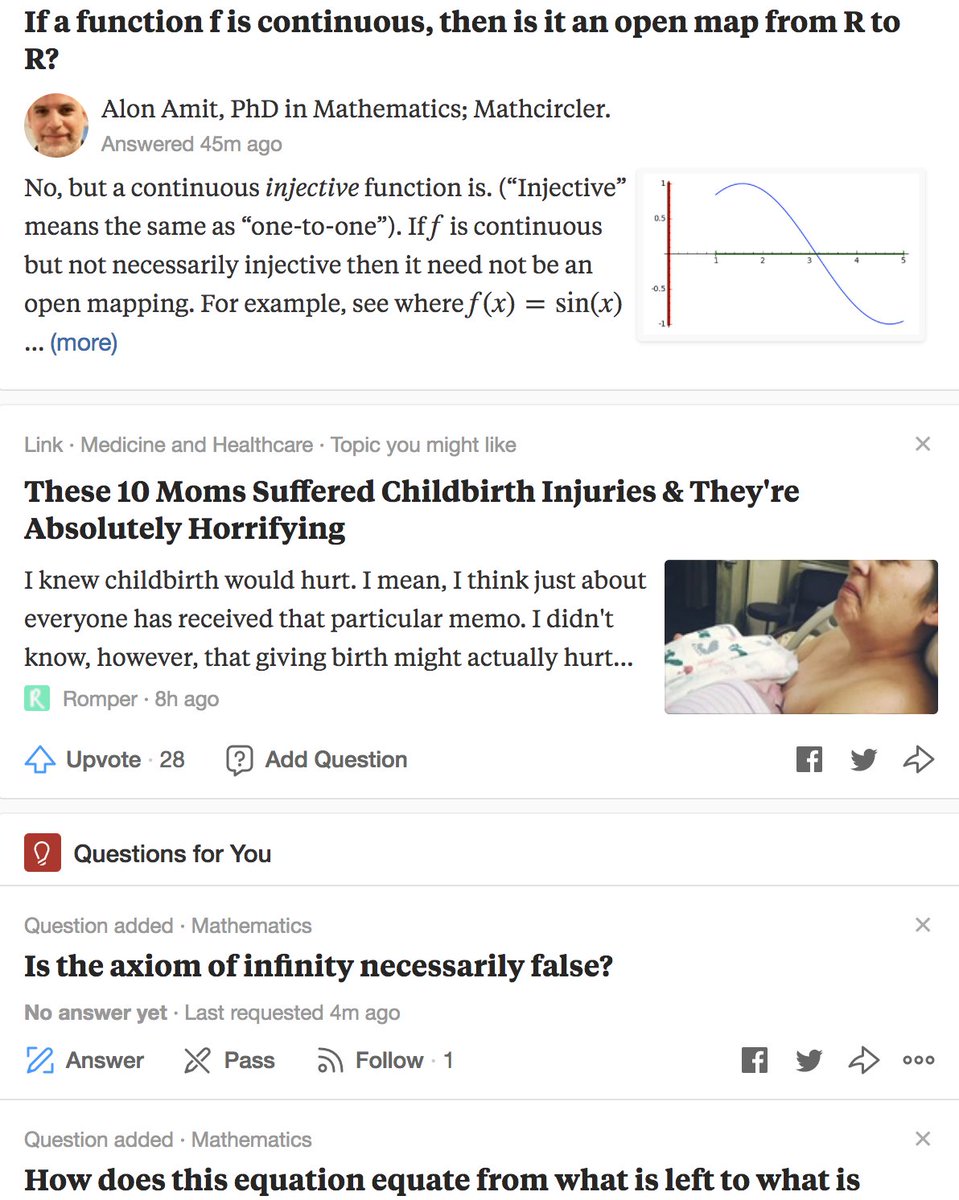 If a function f is continuous, then is it an open map from R to
R?
Alon Amit, PhD in Mathematics; Mathcircler.
Answered 45m ago
No, but a continuous injective function is. (“Injective”
means the same as “one-to-one”). If f is continuous
but not necessarily injective then it need not be an
open mapping. For example, see where f(x) = sin(x)
... (more)
1
0.5
-0.5
-1
1 2 3 4 5
Link · Medicine and Healthcare · Topic you might like
These 10 Moms Suffered Childbirth Injuries & They're
Absolutely Horrifying
I knew childbirth would hurt. I mean, I think just about
everyone has received that particular memo. I didn't
know, however, that giving birth might actually hurt...
R Romper · 8h ago
Upvote · 28 ? Add Question
Questions for You
Question added · Mathematics
Is the axiom of infinity necessarily false?
No answer yet · Last requested 4m ago
Answer Pass Follow · 1
Question added · Mathematics
How does this equation equate from what is left to what is